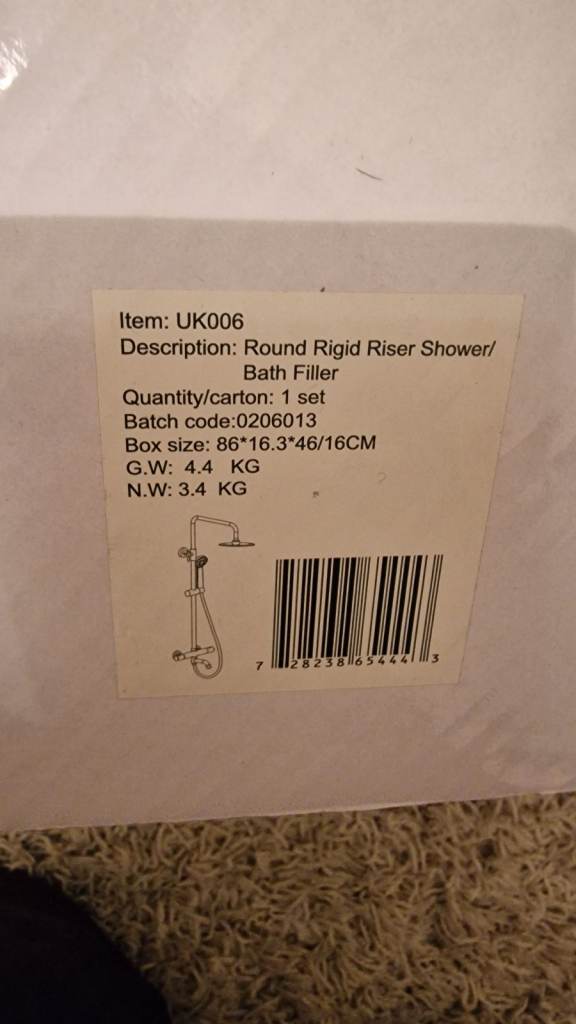 Item: UK006
Description: Round Rigid Riser Shower/
Bath Filler
Quantity/carton: 1 set
Batch code:0206013
Box size: 86*16.3*46/16CM
G.W: 4.4 KG
N.W: 3.4 KG
7 28238 65444 3